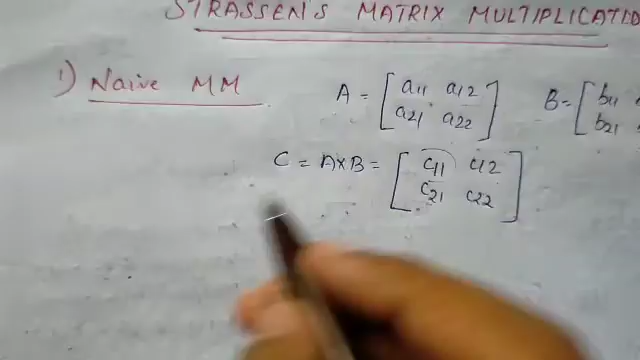 STRASSEN'S MATRIX MULTIPLICATIO
1) Naive MM
A = [a11 a12
a21 a22]
B = [b11
b21
C = A×B = [c11 c12
c21 c22]